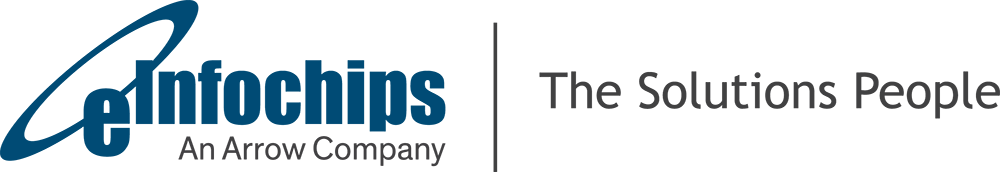 eInfochips
An Arrow Company
The Solutions People